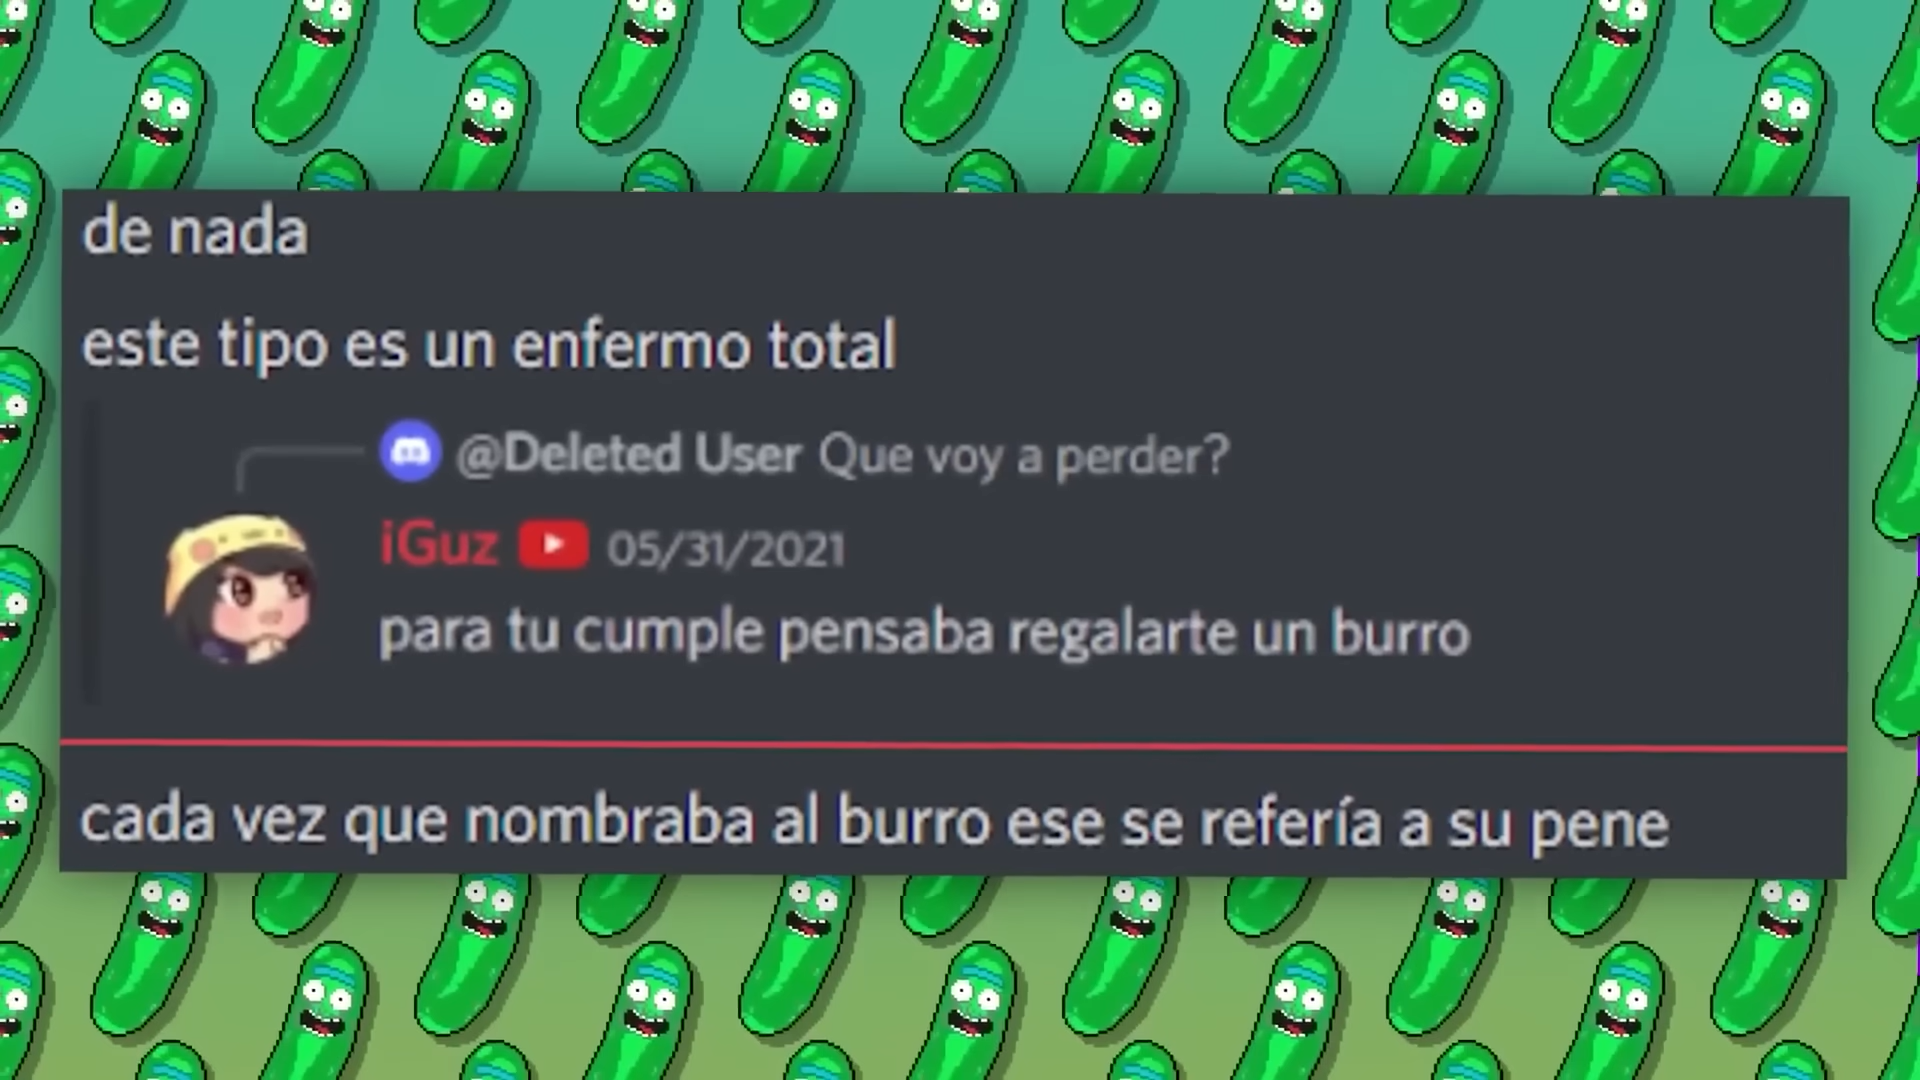 de nada
este tipo es un enfermo total
@Deleted User Que voy a perder?
iGuz 05/31/2021
para tu cumple pensaba regalarte un burro
cada vez que nombraba al burro ese se refería a su pene